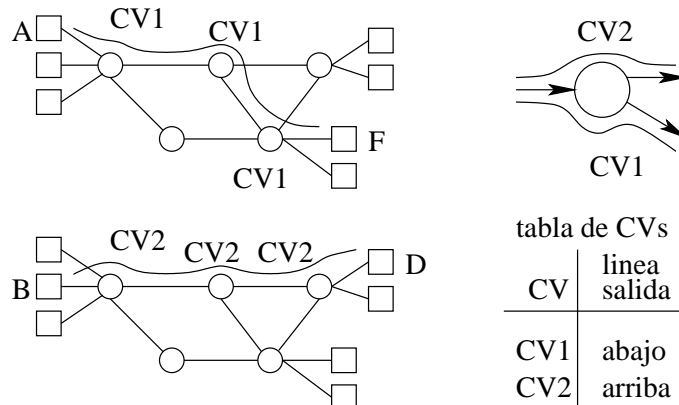 A
CV1
CV1
F
CV1
CV2
CV1
B
CV2
CV2
CV2
D
tabla de CVs
CV
linea
salida
CV1 abajo
CV2 arriba